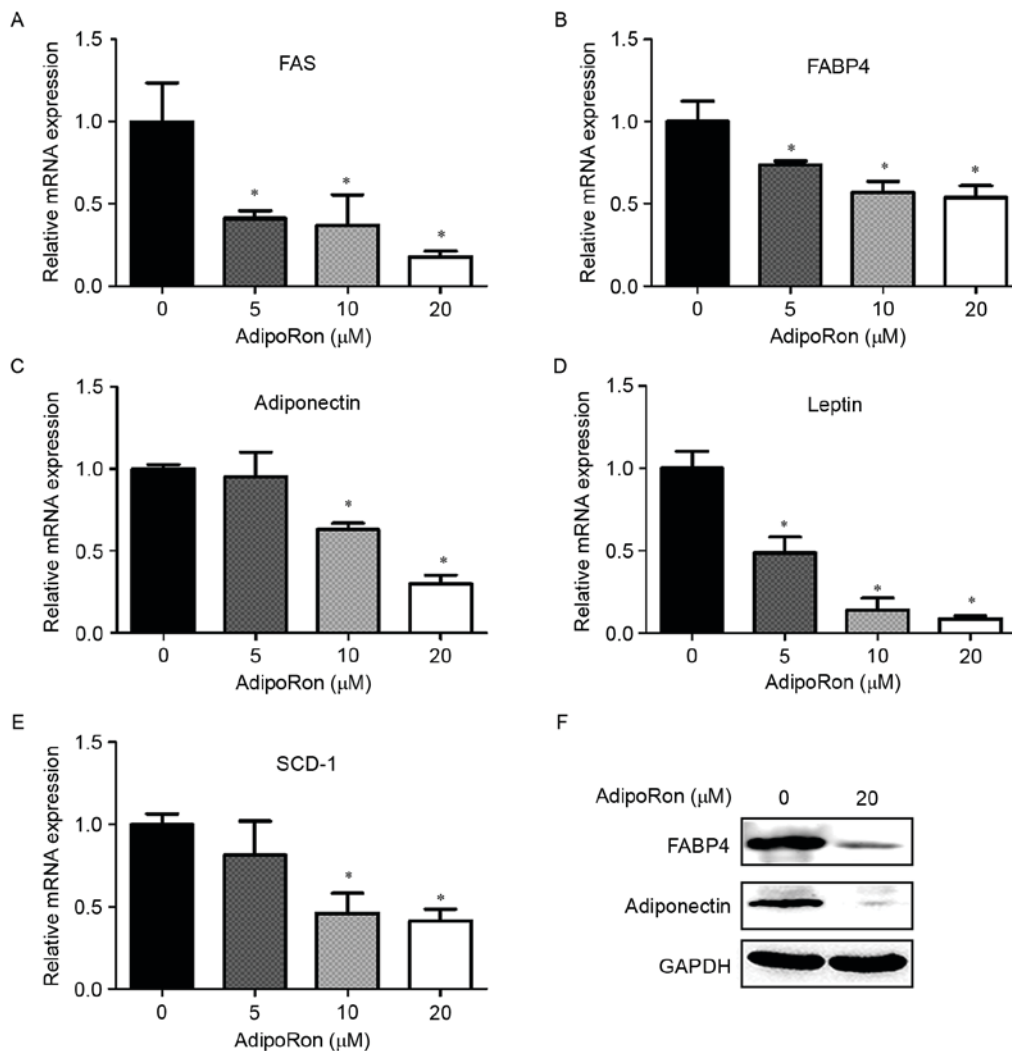 A
B
FAS
Relative mRNA expression
1.5
1.0
0.5
0.0
*
*
*
0 5 10 20
AdipoRon (μM)
FABP4
Relative mRNA expression
1.5
1.0
0.5
0.0
*
*
*
0 5 10 20
AdipoRon (μM)
C
D
Adiponectin
Relative mRNA expression
1.5
1.0
0.5
0.0
*
*
0 5 10 20
AdipoRon (μM)
Leptin
Relative mRNA expression
1.5
1.0
0.5
0.0
*
*
*
0 5 10 20
AdipoRon (μM)
E
F
SCD-1
Relative mRNA expression
1.5
1.0
0.5
0.0
*
*
0 5 10 20
AdipoRon (μM)
AdipoRon (μM) 0 20
FABP4
Adiponectin
GAPDH